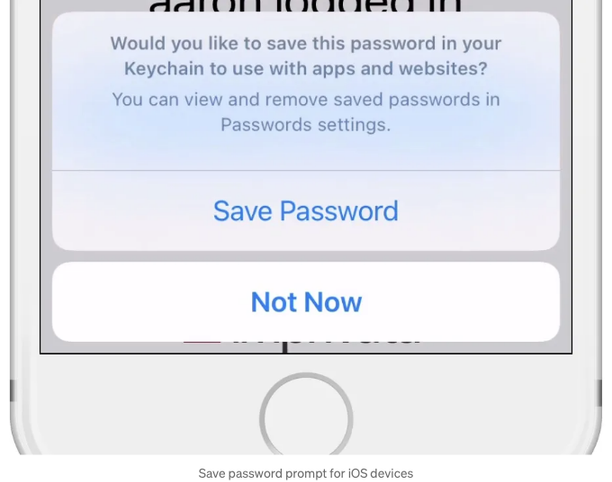 aaron logged in
Would you like to save this password in your
Keychain to use with apps and websites?
You can view and remove saved passwords in
Passwords settings.
Save Password
Not Now
Save password prompt for iOS devices